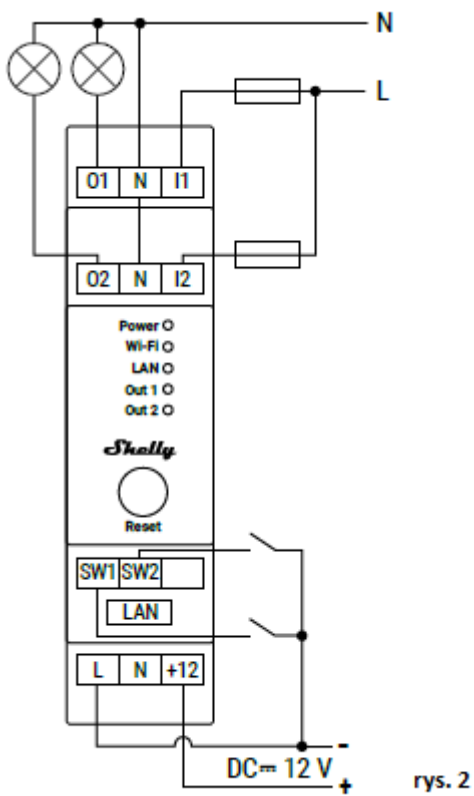 N
L
O1 N I1
O2 N I2
Power
Wi-Fi
LAN
Out 1
Out 2
Shelly
Reset
SW1 SW2
LAN
L N +12
-
DC⎓ 12 V
+
rys. 2